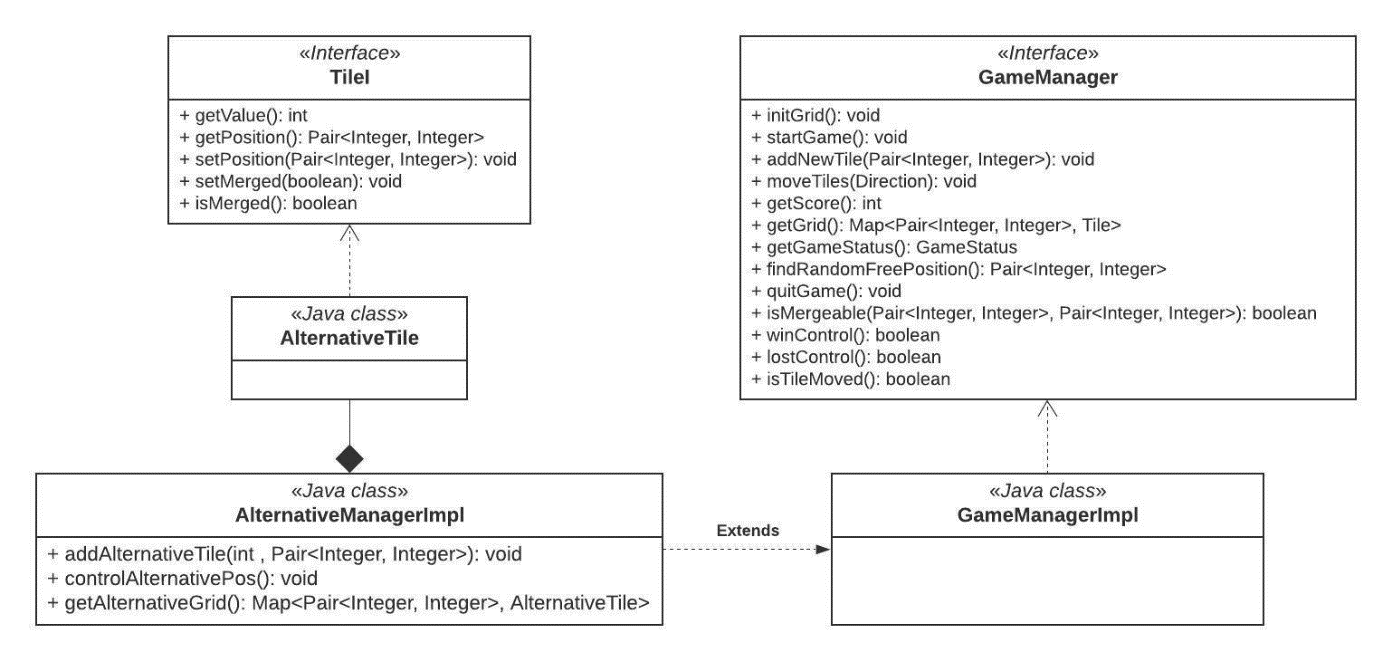 «Interface»
TileI
+ getValue(): int
+ getPosition(): Pair<Integer, Integer>
+ setPosition(Pair<Integer, Integer>): void
+ setMerged(boolean): void
+ isMerged(): boolean
«Interface»
GameManager
+ initGrid(): void
+ startGame(): void
+ addNewTile(Pair<Integer, Integer>): void
+ moveTiles(Direction): void
+ getScore(): int
+ getGrid(): Map<Pair<Integer, Integer>, Tile>
+ getGameStatus(): GameStatus
+ findRandomFreePosition(): Pair<Integer, Integer>
+ quitGame(): void
+ isMergeable(Pair<Integer, Integer>, Pair<Integer, Integer>): boolean
+ winControl(): boolean
+ lostControl(): boolean
+ isTileMoved(): boolean
«Java class»
AlternativeTile
«Java class»
AlternativeManagerImpl
+ addAlternativeTile(int , Pair<Integer, Integer>): void
+ controlAlternativePos(): void
+ getAlternativeGrid(): Map<Pair<Integer, Integer>, AlternativeTile>
Extends
«Java class»
GameManagerImpl